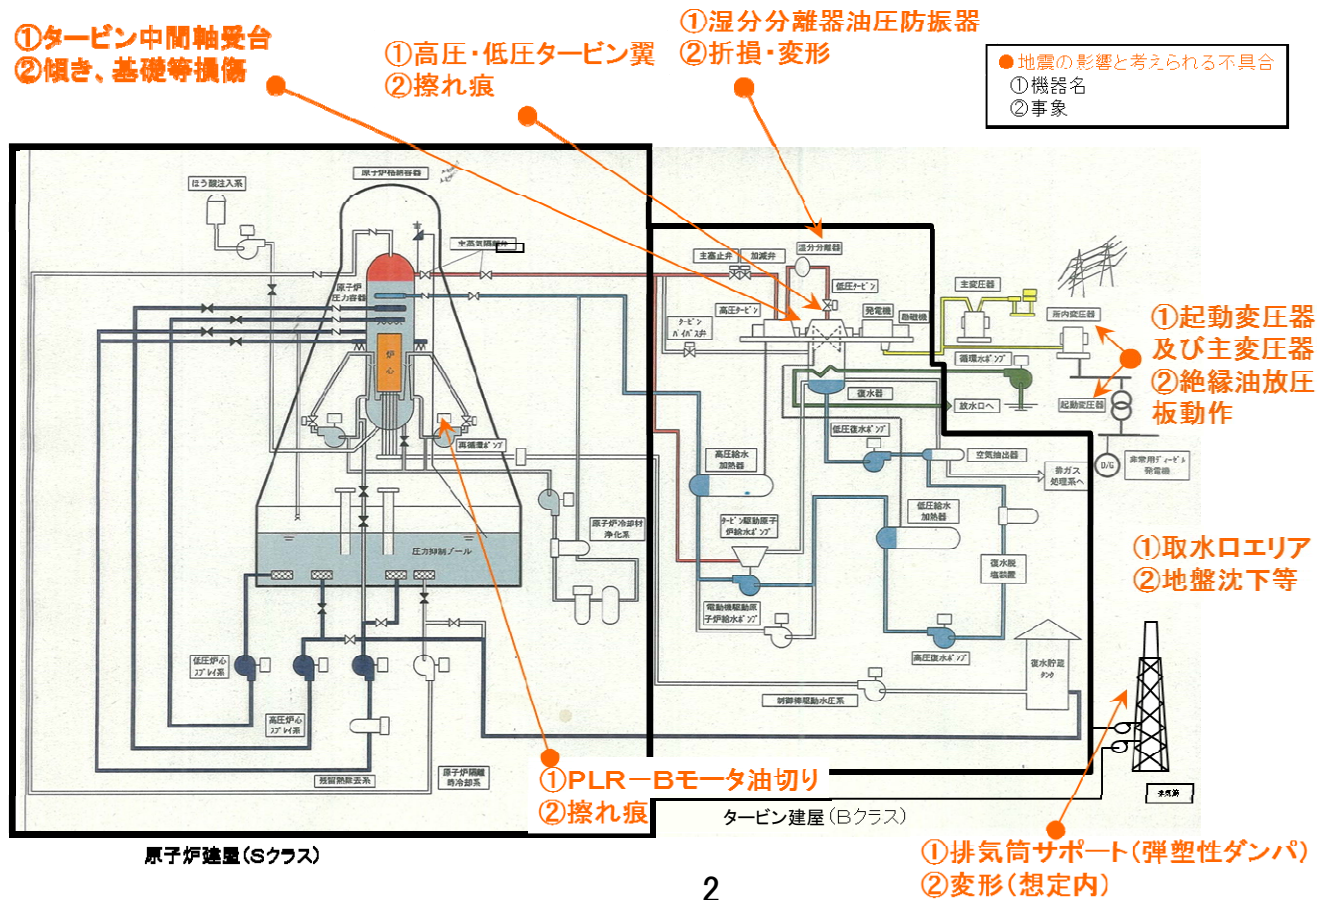 ①タービン中間軸受台
②傾き、基礎等損傷
①高圧・低圧タービン翼
②擦れ痕
①湿分分離器油圧防振器
②折損・変形
●地震の影響と考えられる不具合
①機器名
②事象
原子炉格納容器
ほう酸注入系
主蒸気隔離弁
原子炉
圧力容器
炉
心
再循環ポンプ
原子炉冷却材
浄化系
圧力抑制プール
低圧炉心
スプレイ系
高圧炉心
スプレイ系
残留熱除去系
原子炉隔離
時冷却系
主塞止弁
加減弁
湿分分離器
低圧タービン
高圧タービン
タービン
バイパス弁
発電機
励磁機
主変圧器
所内変圧器
循環水ポンプ
起動変圧器
放水口へ
復水器
低圧復水ポンプ
空気抽出器
排ガス
処理系へ
D/G
非常用ディーゼル
発電機
高圧給水
加熱器
低圧給水
加熱器
タービン駆動原子
炉給水ポンプ
復水脱
塩装置
電動機駆動原
子炉給水ポンプ
高圧復水ポンプ
復水貯蔵
タンク
制御棒駆動水圧系
排気筒
①起動変圧器
及び主変圧器
②絶縁油放圧
板動作
①取水口エリア
②地盤沈下等
①PLR－Bモータ油切り
②擦れ痕
タービン建屋（Bクラス）
原子炉建屋（Sクラス）
①排気筒サポート（弾塑性ダンパ）
②変形（想定内）
2